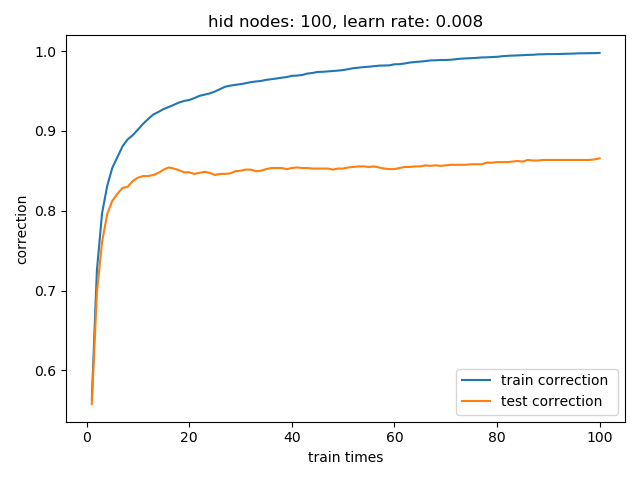 hid nodes: 100, learn rate: 0.008
1.0
0.9
0.8
0.7
0.6
correction
0
20
40
60
80
100
train times
train correction
test correction